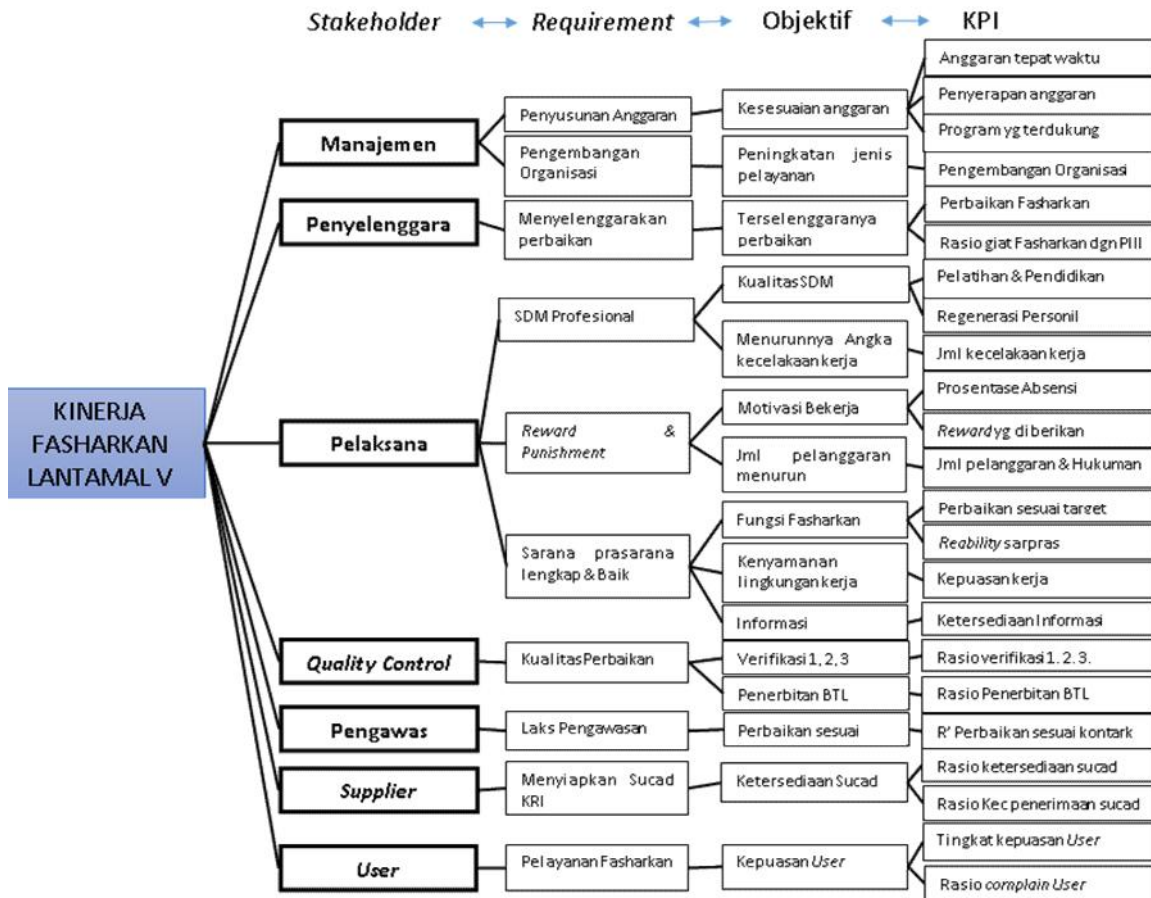 Stakeholder Requirement Objektif KPI
Anggaran tepat waktu
Penyusunan Anggaran
Kesesuaian anggaran
Penyerapan anggaran
Manajemen
Program yg terdukung
Pengembangan
Organisasi
Peningkatan jenis
pelayanan
Pengembangan Organisasi
Penyelenggara
Menyelenggarakan
perbaikan
Terselenggaranya
perbaikan
Perbaikan Fasharkan
Rasio giat Fasharkan dgn PIII
SDM Profesional
Kualitas SDM
Pelatihan & Pendidikan
Regenerasi Personil
Menurunnya Angka
kecelakaan kerja
Jml kecelakaan kerja
KINERJA
FASHARKAN
LANTAMAL V
Pelaksana
Reward &
Punishment
Motivasi Bekerja
Prosentase Absensi
Reward yg di berikan
Jml pelanggaran
menurun
Jml pelanggaran & Hukuman
Sarana prasarana
lengkap & Baik
Fungsi Fasharkan
Perbaikan sesuai target
Reability sarpras
Kenyamanan
lingkungan kerja
Kepuasan kerja
Informasi
Ketersediaan Informasi
Quality Control
Kualitas Perbaikan
Verifikasi 1, 2, 3
Rasio verifikasi 1. 2. 3.
Penerbitan BTL
Rasio Penerbitan BTL
Pengawas
Laks Pengawasan
Perbaikan sesuai
R' Perbaikan sesuai kontark
Supplier
Menyiapkan Sucad
KRI
Ketersediaan Sucad
Rasio ketersediaan sucad
Rasio Kec penerimaan sucad
User
Pelayanan Fasharkan
Kepuasan User
Tingkat kepuasan User
Rasio complain User